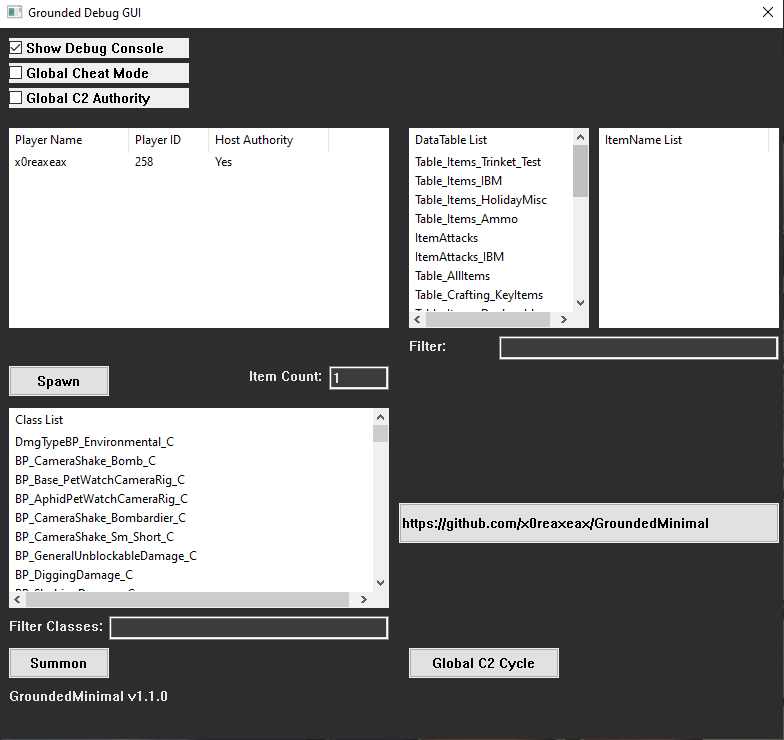 Grounded Debug GUI
Show Debug Console
Global Cheat Mode
Global C2 Authority
Player Name Player ID Host Authority
x0reaxeax 258 Yes
DataTable List
Table_Items_Trinket_Test
Table_Items_IBM
Table_Items_HolidayMisc
Table_Items_Ammo
ItemAttacks
ItemAttacks_IBM
Table_AllItems
Table_Crafting_KeyItems
ItemName List
Filter:
Spawn
Item Count: 1
Class List
DmgTypeBP_Environmental_C
BP_CameraShake_Bomb_C
BP_Base_PetWatchCameraRig_C
BP_AphidPetWatchCameraRig_C
BP_CameraShake_Bombardier_C
BP_CameraShake_Sm_Short_C
BP_GeneralUnblockableDamage_C
BP_DiggingDamage_C
https://github.com/x0reaxeax/GroundedMinimal
Filter Classes:
Summon
Global C2 Cycle
GroundedMinimal v1.1.0